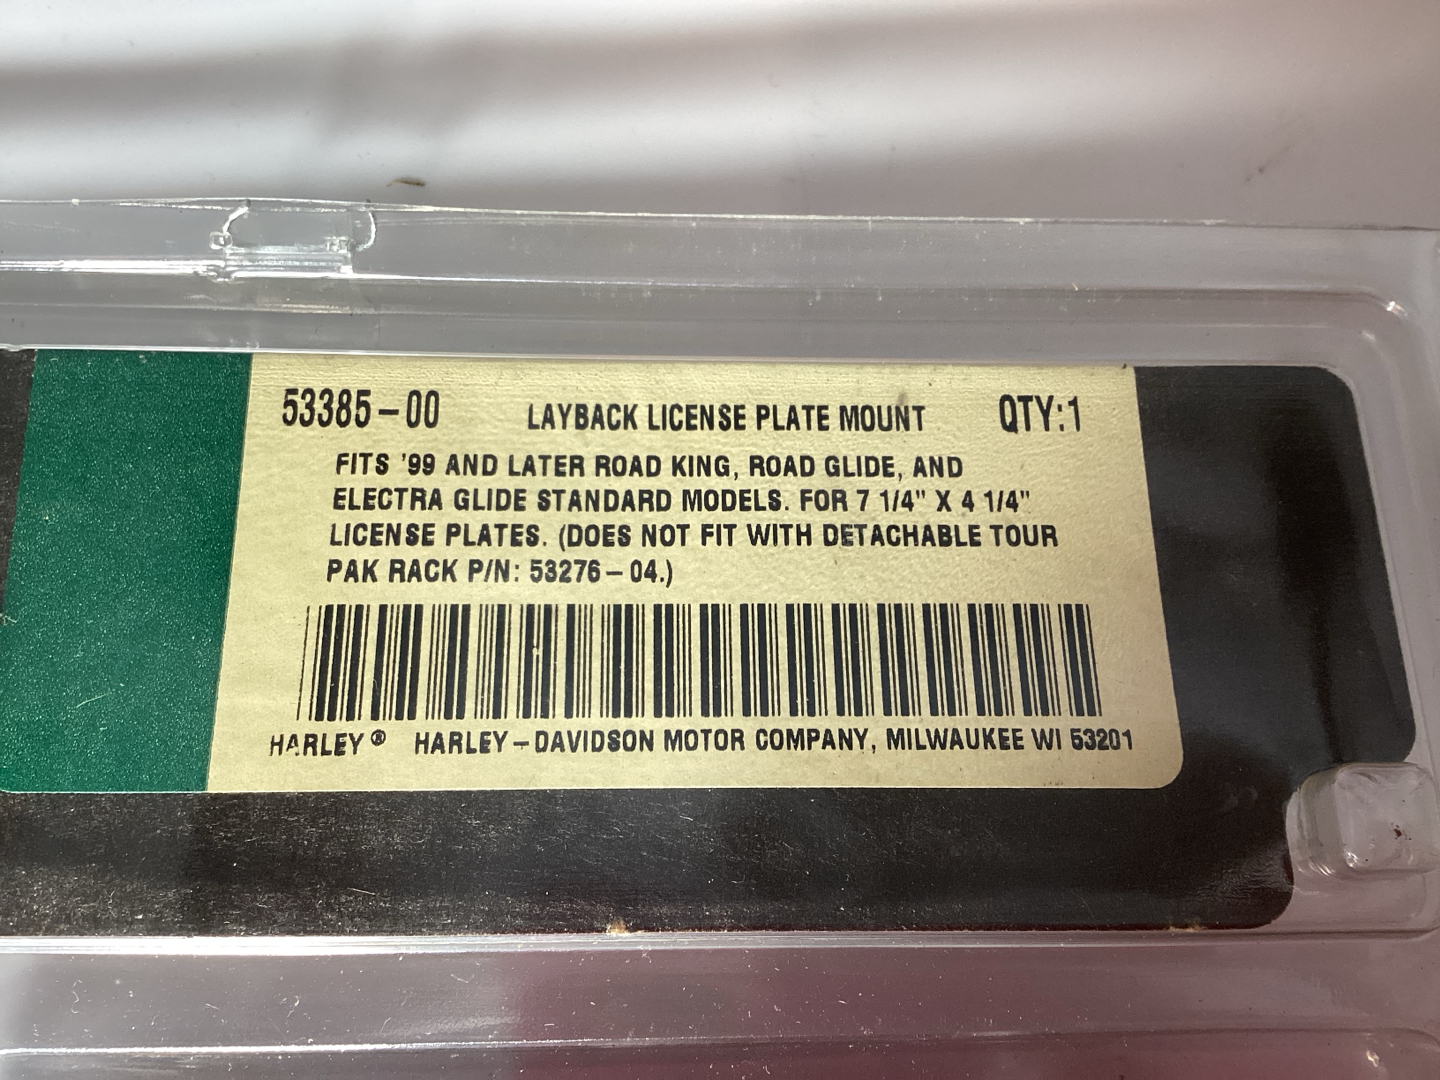 53385-00 LAYBACK LICENSE PLATE MOUNT QTY:1
FITS '99 AND LATER ROAD KING, ROAD GLIDE, AND
ELECTRA GLIDE STANDARD MODELS. FOR 7 1/4" X 4 1/4"
LICENSE PLATES. (DOES NOT FIT WITH DETACHABLE TOUR
PAK RACK P/N: 53276-04.)
HARLEY® HARLEY-DAVIDSON MOTOR COMPANY, MILWAUKEE WI 53201